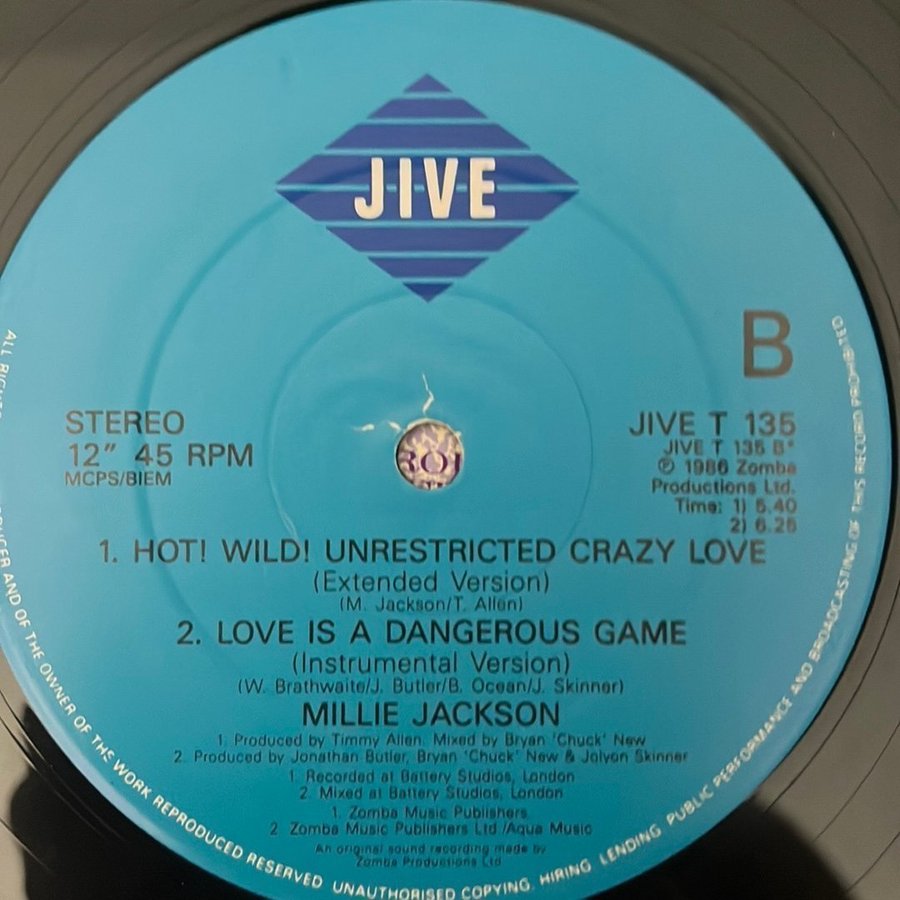 JIVE
B
STEREO
12" 45 RPM
MCPS/BIEM
JIVE T 135
JIVE T 135 B*
℗ 1986 Zomba
Productions Ltd.
Time: 1) 5.40
2) 6.25
1. HOT! WILD! UNRESTRICTED CRAZY LOVE
(Extended Version)
(M. Jackson/T. Allen)
2. LOVE IS A DANGEROUS GAME
(Instrumental Version)
(W. Brathwaite/J. Butler/B. Ocean/J. Skinner)
MILLIE JACKSON
1. Produced by Timmy Allen. Mixed by Bryan 'Chuck' New
2. Produced by Jonathan Butler, Bryan 'Chuck' New & Jolyon Skinner
1. Recorded at Battery Studios, London
2. Mixed at Battery Studios, London
1. Zomba Music Publishers
2. Zomba Music Publishers Ltd./Aqua Music
An original sound recording made by
Zomba Productions Ltd
ALL AND OF THE OWNER OF THE WORK REPRODUCED RESERVED UNAUTHORISED COPYING, HIRING LENDING PUBLIC PERFORMANCE AND BROADCASTING OF THIS RECORD PROHIBITED